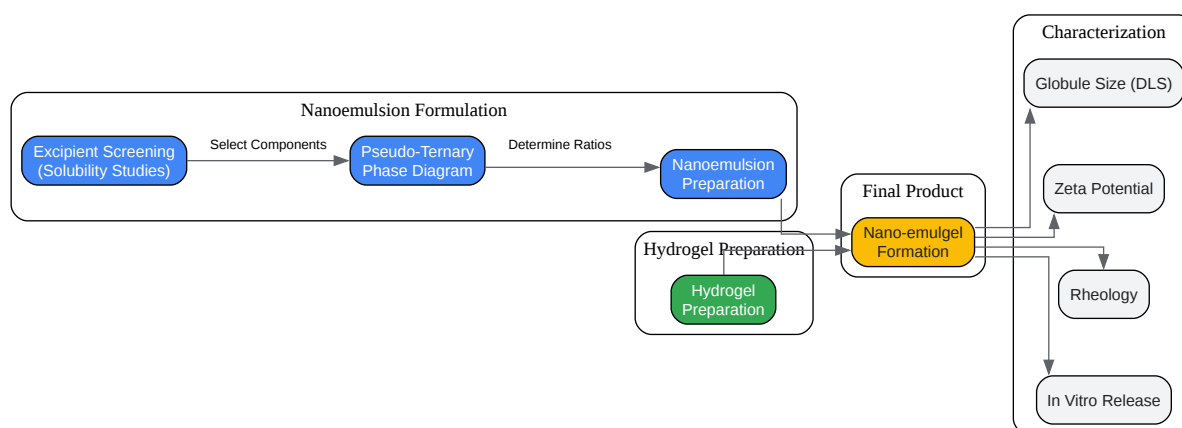 Characterization
Globule Size (DLS)
Nanoemulsion Formulation
Excipient Screening
(Solubility Studies)
Select Components
Pseudo-Ternary
Phase Diagram
Determine Ratios
Nanoemulsion
Preparation
Final Product
Nano-emulgel
Formation
Zeta Potential
Hydrogel Preparation
Hydrogel
Preparation
Rheology
In Vitro Release